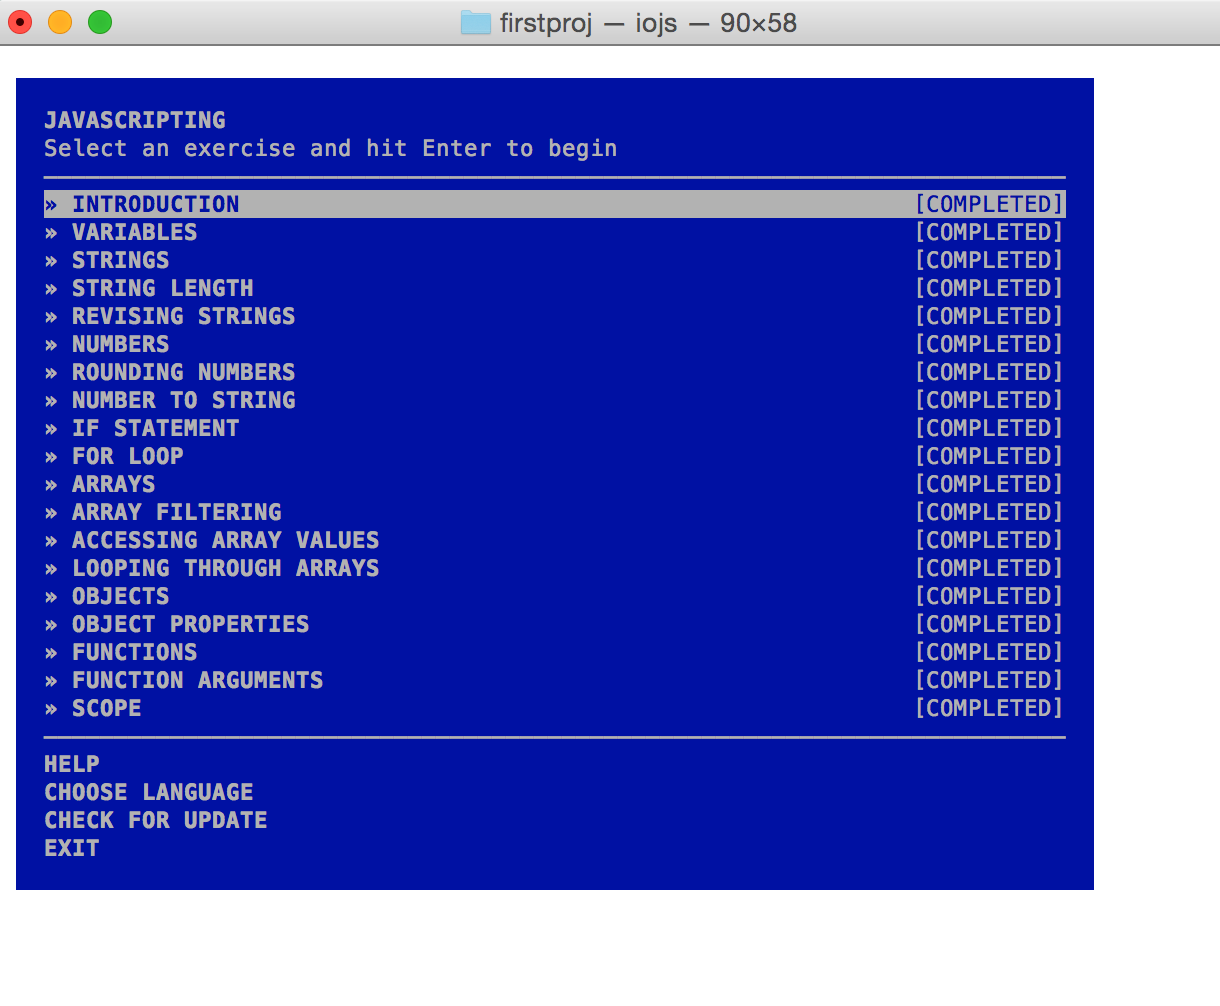 firstproj — iojs — 90×58
JAVASCRIPTING
Select an exercise and hit Enter to begin
» INTRODUCTION [COMPLETED]
» VARIABLES [COMPLETED]
» STRINGS [COMPLETED]
» STRING LENGTH [COMPLETED]
» REVISING STRINGS [COMPLETED]
» NUMBERS [COMPLETED]
» ROUNDING NUMBERS [COMPLETED]
» NUMBER TO STRING [COMPLETED]
» IF STATEMENT [COMPLETED]
» FOR LOOP [COMPLETED]
» ARRAYS [COMPLETED]
» ARRAY FILTERING [COMPLETED]
» ACCESSING ARRAY VALUES [COMPLETED]
» LOOPING THROUGH ARRAYS [COMPLETED]
» OBJECTS [COMPLETED]
» OBJECT PROPERTIES [COMPLETED]
» FUNCTIONS [COMPLETED]
» FUNCTION ARGUMENTS [COMPLETED]
» SCOPE [COMPLETED]
HELP
CHOOSE LANGUAGE
CHECK FOR UPDATE
EXIT